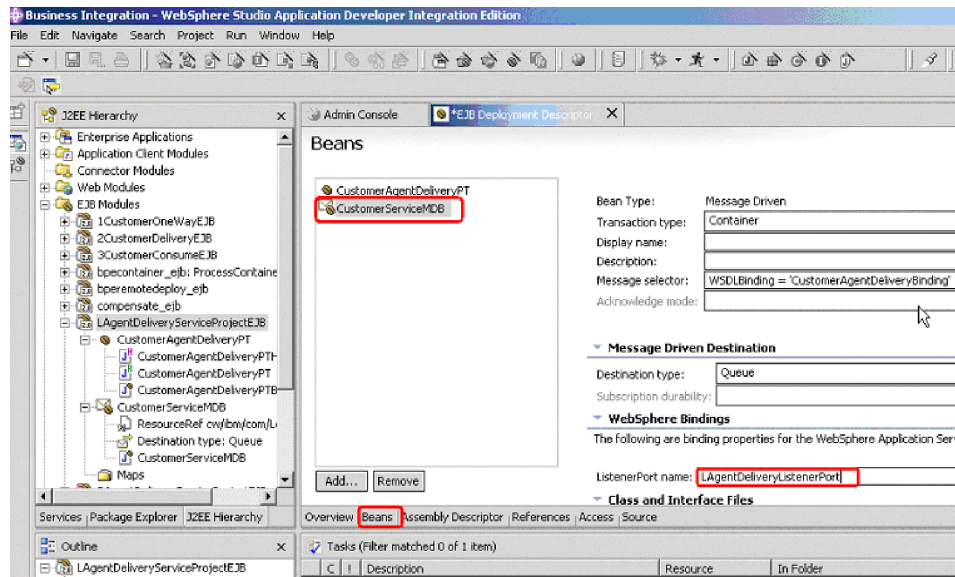 Business Integration - WebSphere Studio Application Developer Integration Edition
File Edit Navigate Search Project Run Window Help
J2EE Hierarchy
Enterprise Applications
Application Client Modules
Connector Modules
Web Modules
EJB Modules
1CustomerOneWayEJB
2CustomerDeliveryEJB
3CustomerConsumeEJB
bpecontainer_ejb: ProcessContaine
bperemotedeploy_ejb
compensate_ejb
LAgentDeliveryServiceProjectEJB
CustomerAgentDeliveryPT
CustomerAgentDeliveryPTH
CustomerAgentDeliveryPT
CustomerAgentDeliveryPTB
CustomerServiceMDB
ResourceRef cw/ibm/com/L
Destination type: Queue
CustomerServiceMDB
Maps
Services Package Explorer J2EE Hierarchy
Outline
LAgentDeliveryServiceProjectEJB
Admin Console *EJB Deployment Descriptor
Beans
CustomerAgentDeliveryPT
CustomerServiceMDB
Add... Remove
Bean Type: Message Driven
Transaction type: Container
Display name:
Description:
Message selector: WSDLBinding = 'CustomerAgentDeliveryBinding'
Acknowledge mode:
Message Driven Destination
Destination type: Queue
Subscription durability:
WebSphere Bindings
The following are binding properties for the WebSphere Application Ser
ListenerPort name: LAgentDeliveryListenerPort
Class and Interface Files
Overview Beans Assembly Descriptor References Access Source
Tasks (Filter matched 0 of 1 item)
C ! Description Resource In Folder